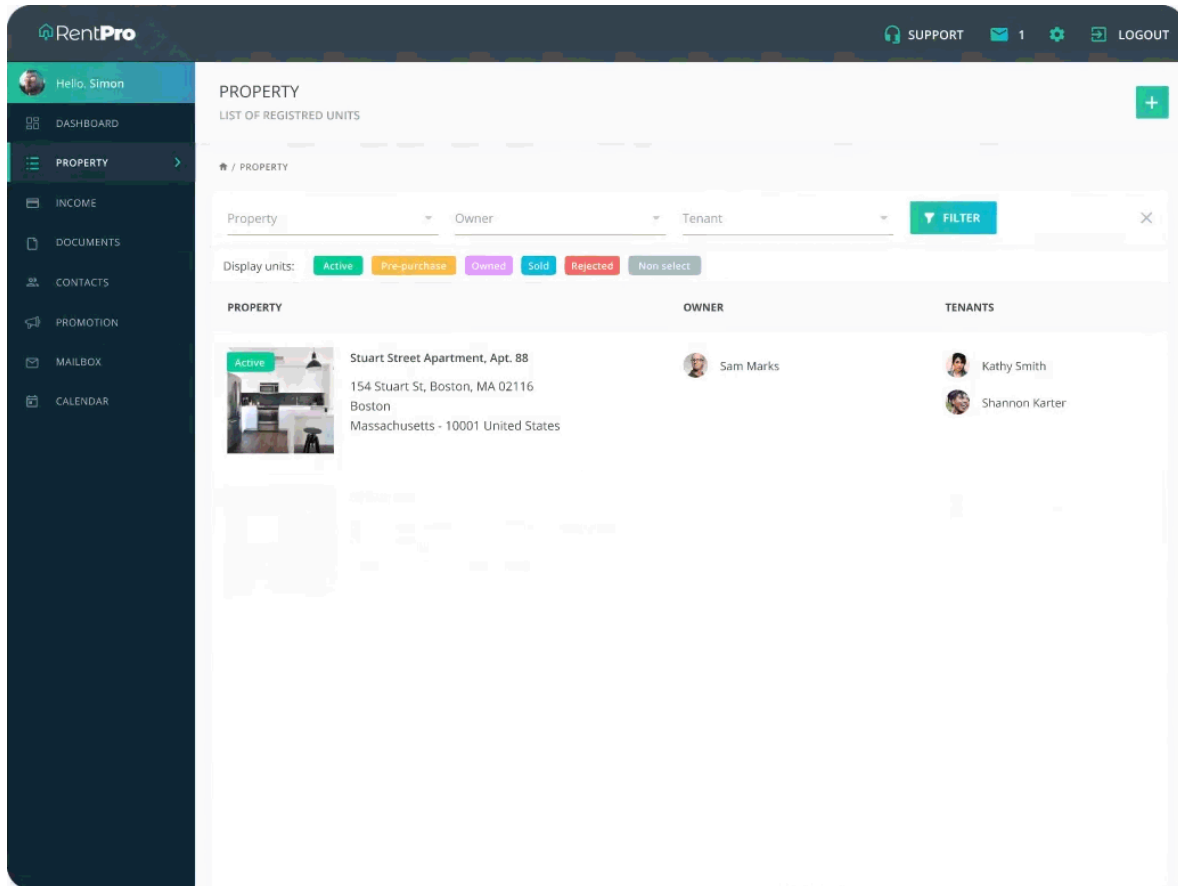 RentPro
SUPPORT 1 LOGOUT
Hello, Simon
DASHBOARD
PROPERTY
INCOME
DOCUMENTS
CONTACTS
PROMOTION
MAILBOX
CALENDAR
PROPERTY
LIST OF REGISTRED UNITS
/ PROPERTY
Property Owner Tenant FILTER
Display units: Active Pre-purchase Owned Sold Rejected Non select
PROPERTY OWNER TENANTS
Active
Stuart Street Apartment, Apt. 88
154 Stuart St, Boston, MA 02116
Boston
Massachusetts - 10001 United States
Sam Marks
Kathy Smith
Shannon Karter